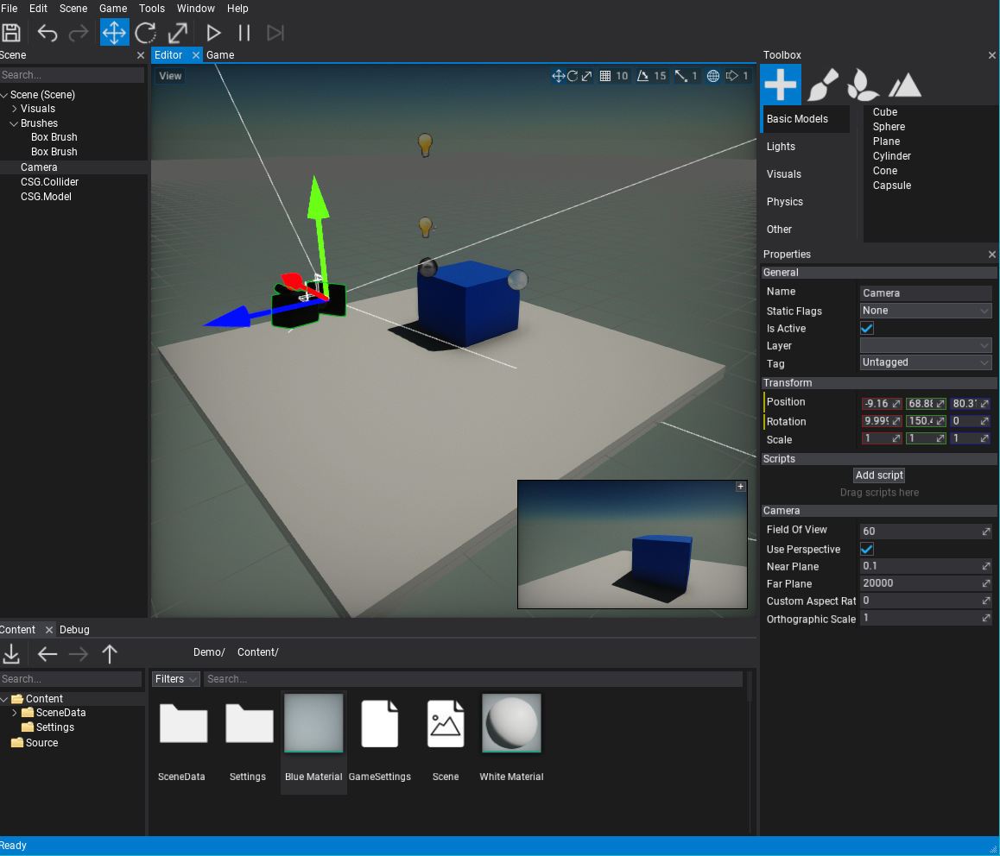 File Edit Scene Game Tools Window Help
Scene
Editor Game
Toolbox
Search...
View
10 15 1 1
Scene (Scene)
Visuals
Brushes
Box Brush
Box Brush
Camera
CSG.Collider
CSG.Model
Basic Models
Lights
Visuals
Physics
Other
Cube
Sphere
Plane
Cylinder
Cone
Capsule
Properties
General
Name Camera
Static Flags None
Is Active
Layer
Tag Untagged
Transform
Position -9.16 68.88 80.3
Rotation 9.999 150.4 0
Scale 1 1 1
Scripts
Add script
Drag scripts here
Camera
Field Of View 60
Use Perspective
Near Plane 0.1
Far Plane 20000
Custom Aspect Rat 0
Orthographic Scale 1
+
Content Debug
Demo/ Content/
Search...
Filters Search...
Content
SceneData
Settings
Source
SceneData Settings Blue Material GameSettings Scene White Material
Ready